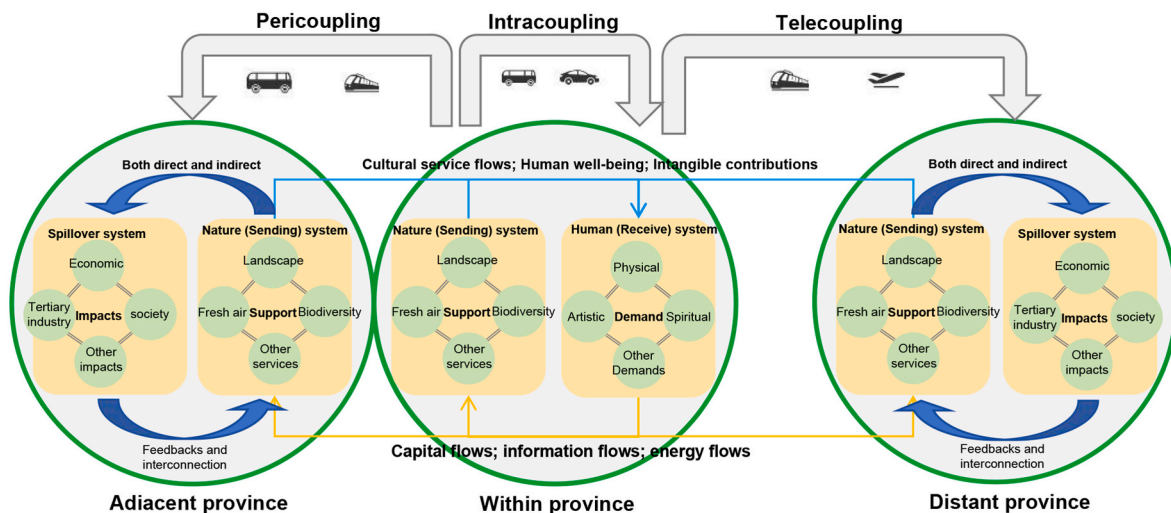 Pericoupling
Intracoupling
Telecoupling
Both direct and indirect
Cultural service flows; Human well-being; Intangible contributions
Both direct and indirect
Spillover system
Economic
Tertiary
industry
Impacts
society
Other
impacts
Nature (Sending) system
Landscape
Fresh air
Support
Biodiversity
Other
services
Nature (Sending) system
Landscape
Fresh air
Support
Biodiversity
Other
services
Human (Receive) system
Physical
Artistic
Demand
Spiritual
Other
Demands
Nature (Sending) system
Landscape
Fresh air
Support
Biodiversity
Other
services
Spillover system
Economic
Tertiary
industry
Impacts
society
Other
impacts
Feedbacks and
interconnection
Capital flows; information flows; energy flows
Feedbacks and
interconnection
Adjacent province
Within province
Distant province